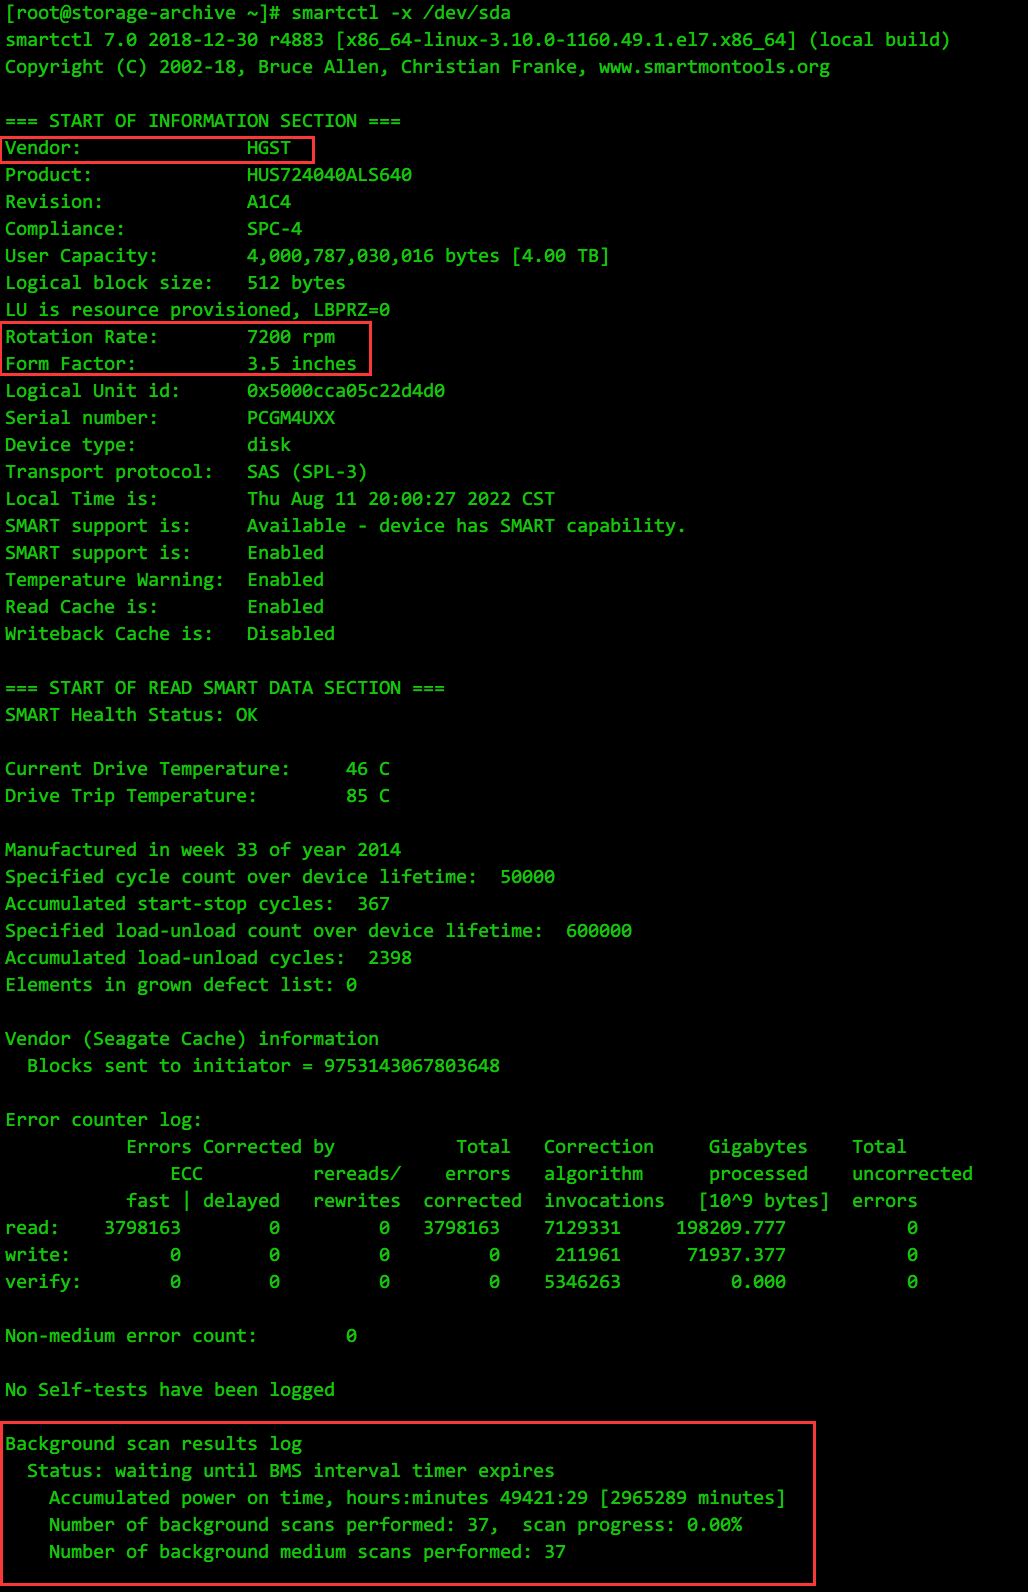 [root@storage-archive ~]# smartctl -x /dev/sda
smartctl 7.0 2018-12-30 r4883 [x86_64-linux-3.10.0-1160.49.1.el7.x86_64] (local build)
Copyright (C) 2002-18, Bruce Allen, Christian Franke, www.smartmontools.org
=== START OF INFORMATION SECTION ===
Vendor:               HGST
Product:              HUS724040ALS640
Revision:             A1C4
Compliance:           SPC-4
User Capacity:        4,000,787,030,016 bytes [4.00 TB]
Logical block size:   512 bytes
LU is resource provisioned, LBPRZ=0
Rotation Rate:        7200 rpm
Form Factor:          3.5 inches
Logical Unit id:      0x5000cca05c22d4d0
Serial number:        PCGM4UXX
Device type:          disk
Transport protocol:   SAS (SPL-3)
Local Time is:        Thu Aug 11 20:00:27 2022 CST
SMART support is:     Available - device has SMART capability.
SMART support is:     Enabled
Temperature Warning:  Enabled
Read Cache is:        Enabled
Writeback Cache is:   Disabled
=== START OF READ SMART DATA SECTION ===
SMART Health Status: OK
Current Drive Temperature:     46 C
Drive Trip Temperature:        85 C
Manufactured in week 33 of year 2014
Specified cycle count over device lifetime:  50000
Accumulated start-stop cycles:  367
Specified load-unload count over device lifetime:  600000
Accumulated load-unload cycles:  2398
Elements in grown defect list: 0
Vendor (Seagate Cache) information
  Blocks sent to initiator = 9753143067803648
Error counter log:
           Errors Corrected by           Total   Correction     Gigabytes    Total
               ECC          rereads/    errors   algorithm      processed    uncorrected
           fast | delayed   rewrites  corrected  invocations   [10^9 bytes]  errors
read:    3798163        0         0   3798163    7129331     198209.777           0
write:         0        0         0         0     211961      71937.377           0
verify:        0        0         0         0    5346263          0.000           0
Non-medium error count:        0
No Self-tests have been logged
Background scan results log
  Status: waiting until BMS interval timer expires
    Accumulated power on time, hours:minutes 49421:29 [2965289 minutes]
    Number of background scans performed: 37,  scan progress: 0.00%
    Number of background medium scans performed: 37